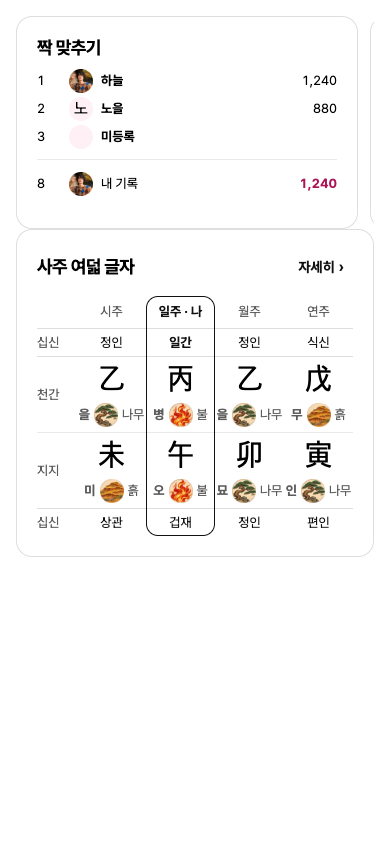 짝 맞추기
1 하늘 1,240
2 노 노을 880
3 미등록
8 내 기록 1,240
사주 여덟 글자 자세히 ›
시주 일주 · 나 월주 연주
십신 정인 일간 정인 식신
천간 乙 丙 乙 戊
을 나무 병 불 을 나무 무 흙
지지 未 午 卯 寅
미 흙 오 불 묘 나무 인 나무
십신 상관 겁재 정인 편인